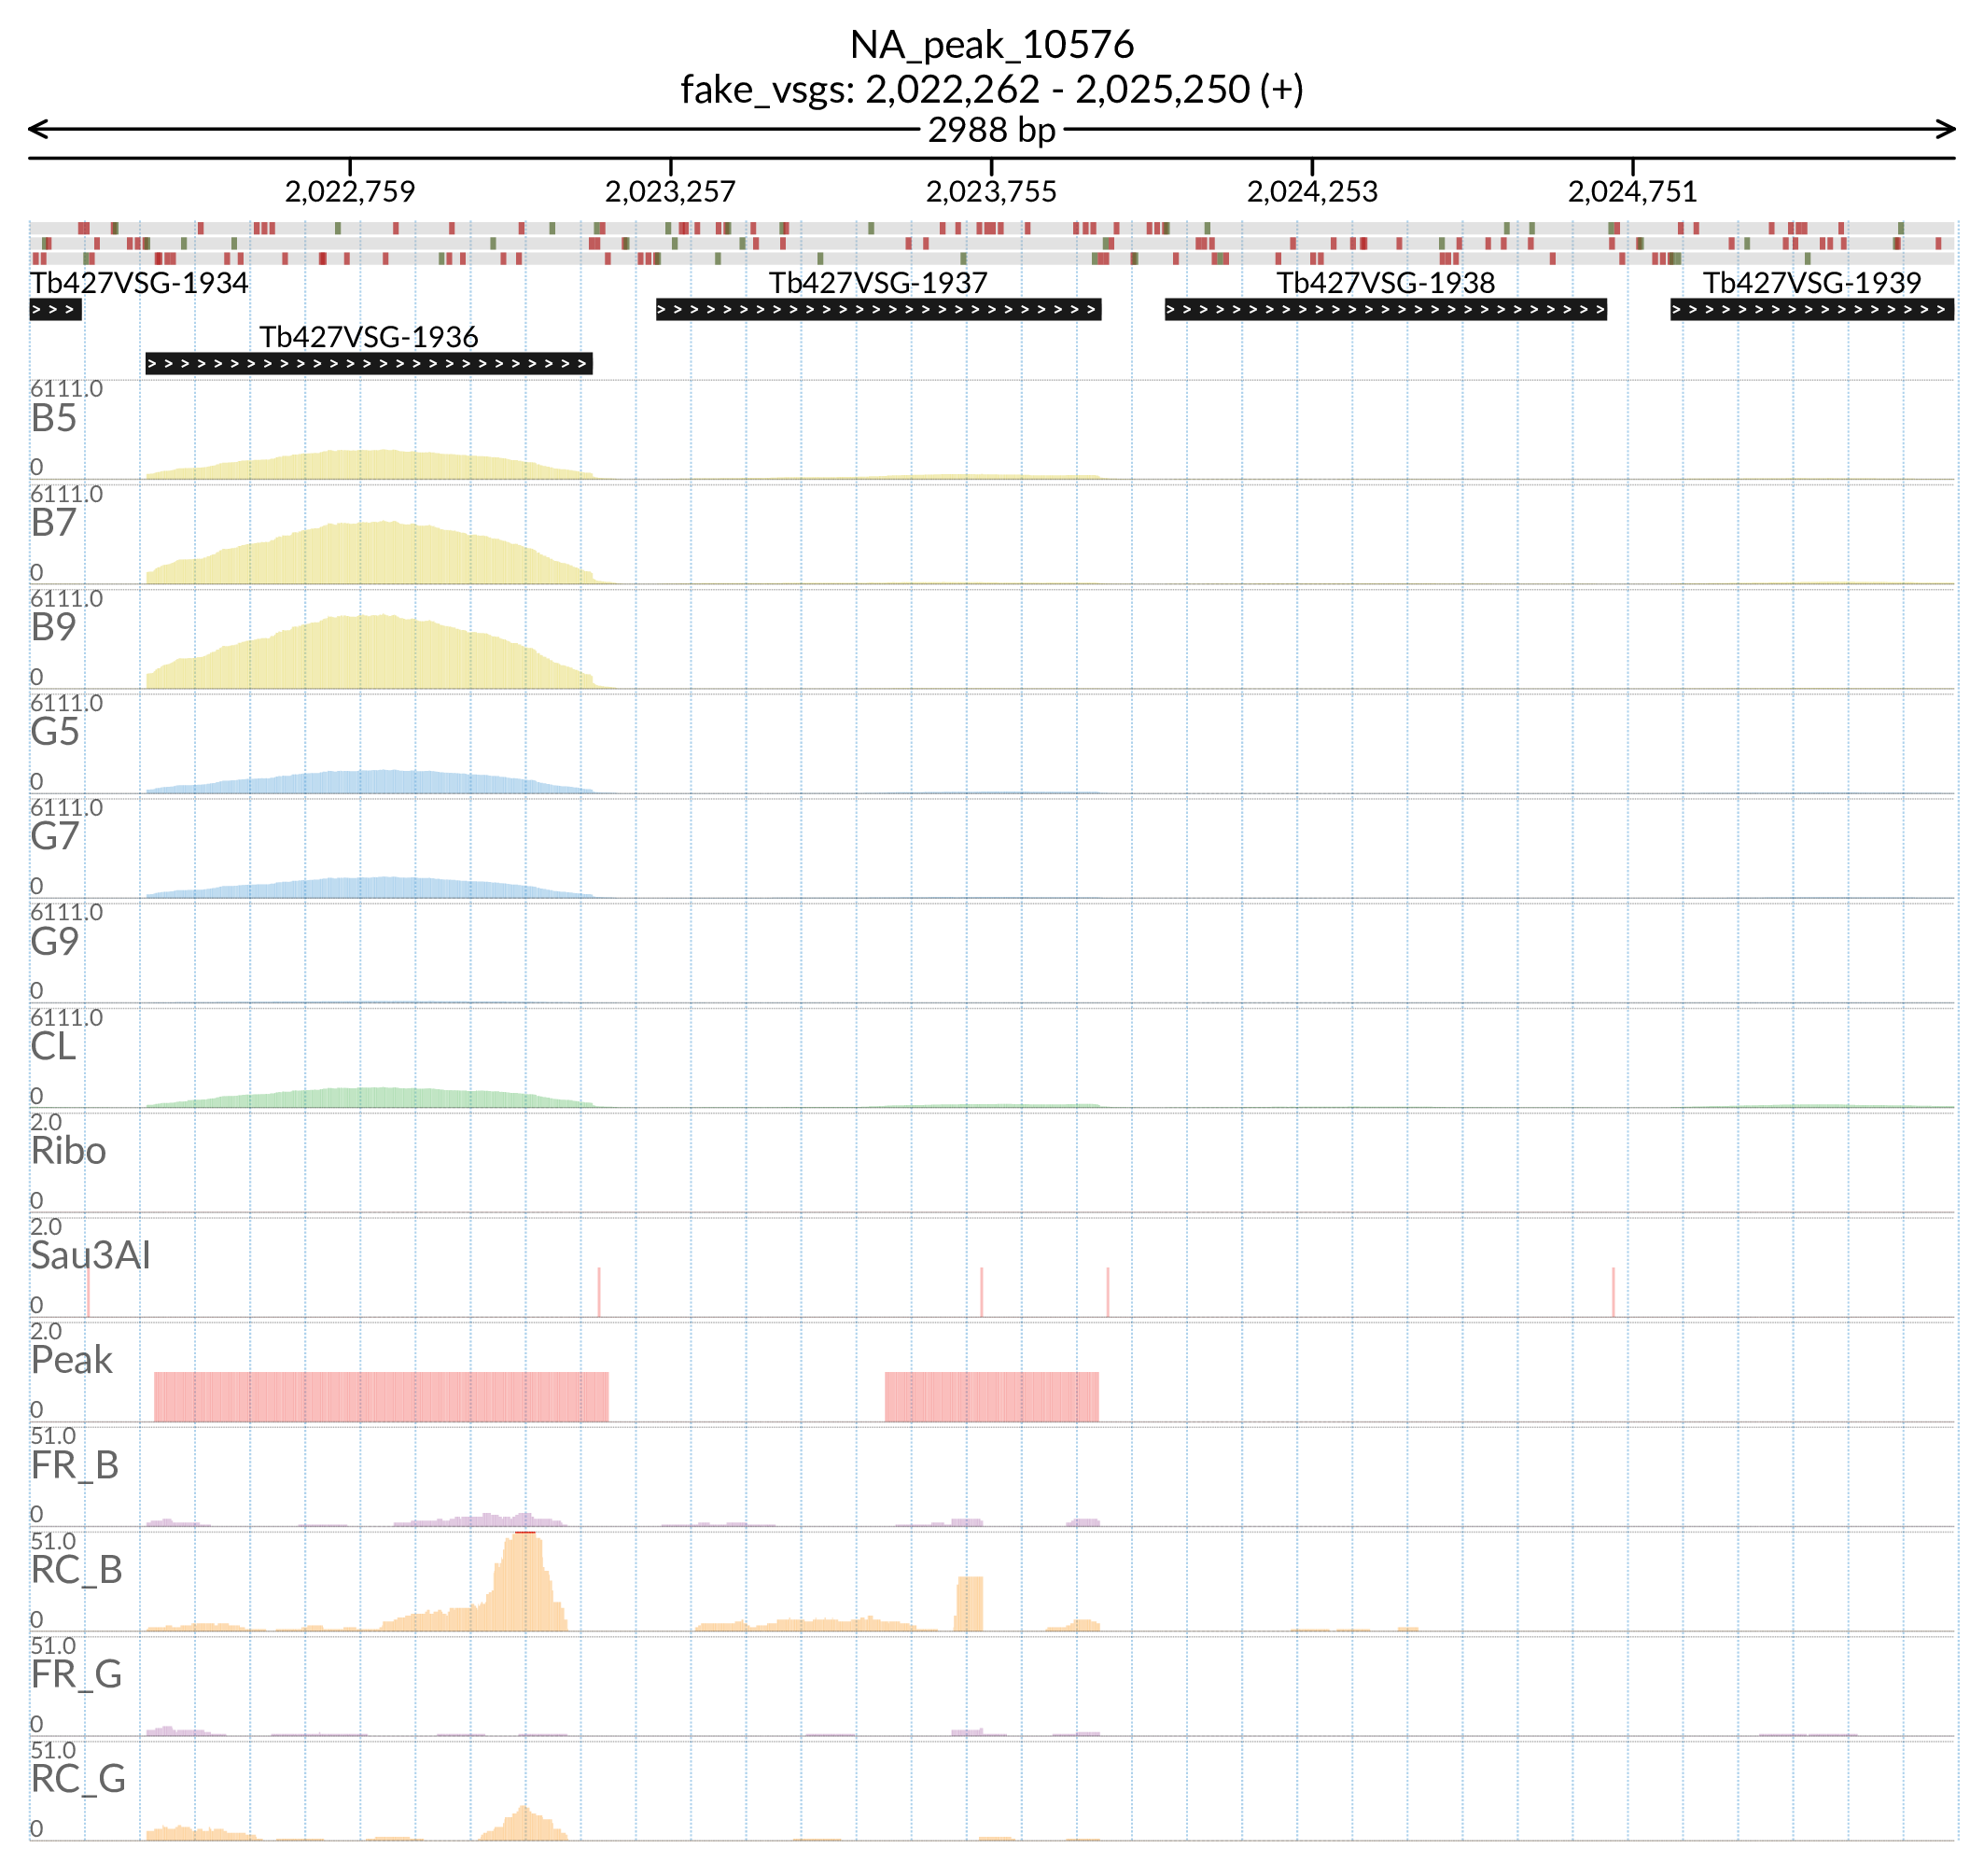 NA_peak_10576
fake_vsgs: 2,022,262 - 2,025,250 (+)
2988 bp
2,022,759 2,023,257 2,023,755 2,024,253 2,024,751
Tb427VSG-1934 Tb427VSG-1937 Tb427VSG-1938 Tb427VSG-1939
Tb427VSG-1936
6111.0
B5
0
6111.0
B7
0
6111.0
B9
0
6111.0
G5
0
6111.0
G7
0
6111.0
G9
0
6111.0
CL
0
2.0
Ribo
0
2.0
Sau3AI
0
2.0
Peak
0
51.0
FR_B
0
51.0
RC_B
0
51.0
FR_G
0
51.0
RC_G
0